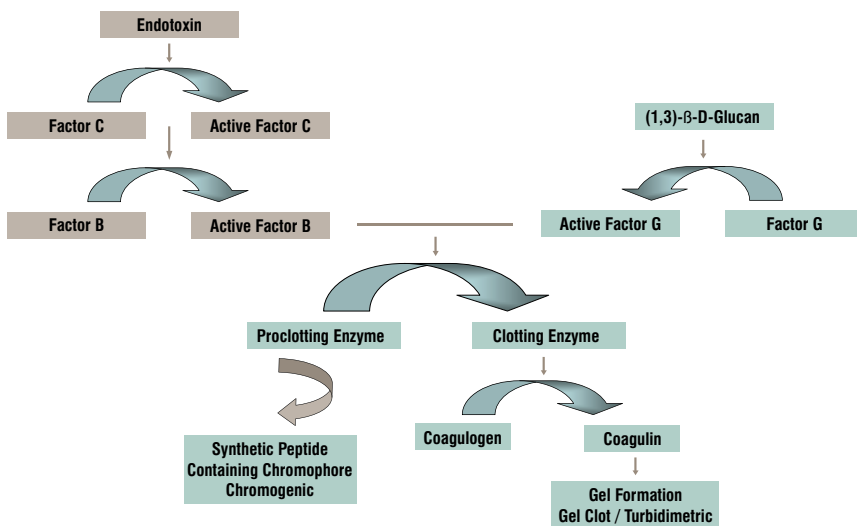 Endotoxin
Factor C
Active Factor C
(1,3)-ß-D-Glucan
Factor B
Active Factor B
Active Factor G
Factor G
Proclotting Enzyme
Clotting Enzyme
Coagulogen
Coagulin
Synthetic Peptide
Containing Chromophore
Chromogenic
Gel Formation
Gel Clot / Turbidimetric